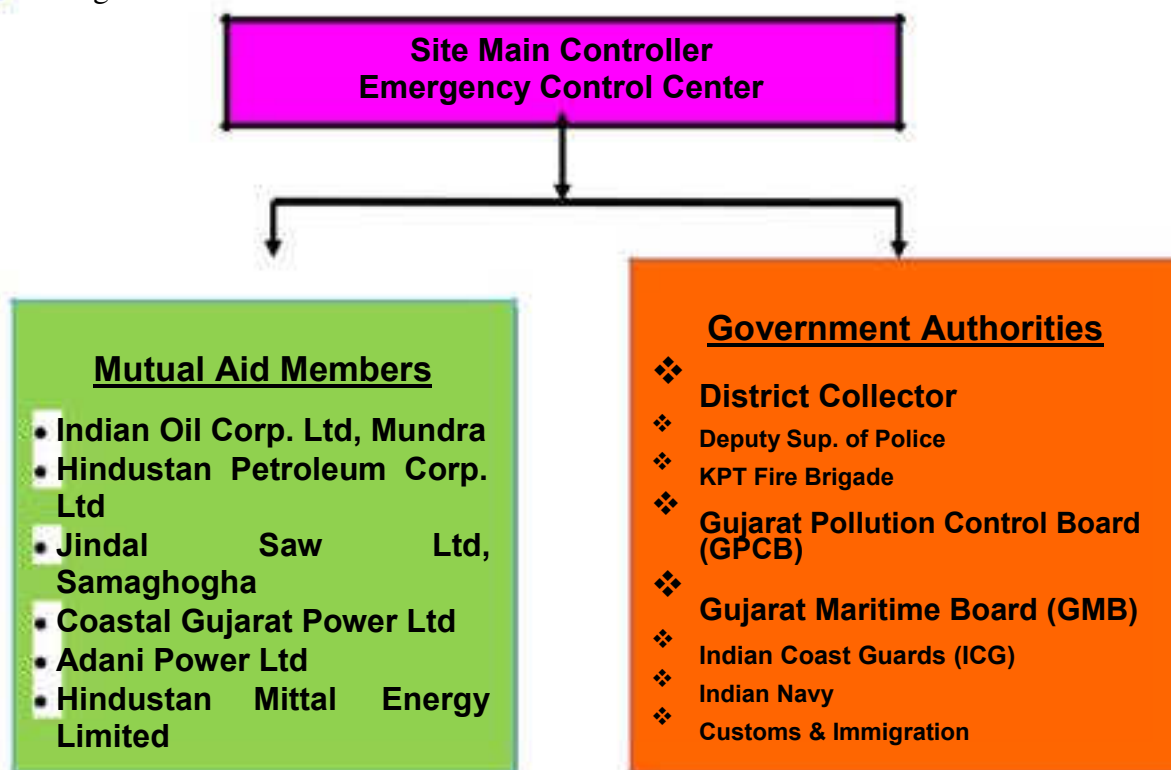 Site Main Controller
Emergency Control Center
Mutual Aid Members
• Indian Oil Corp. Ltd, Mundra
• Hindustan Petroleum Corp.
Ltd
• Jindal Saw Ltd,
Samaghogha
• Coastal Gujarat Power Ltd
• Adani Power Ltd
• Hindustan Mittal Energy
Limited
Government Authorities
❖ District Collector
❖ Deputy Sup. of Police
❖ KPT Fire Brigade
❖ Gujarat Pollution Control Board
(GPCB)
❖ Gujarat Maritime Board (GMB)
❖ Indian Coast Guards (ICG)
❖ Indian Navy
❖ Customs & Immigration